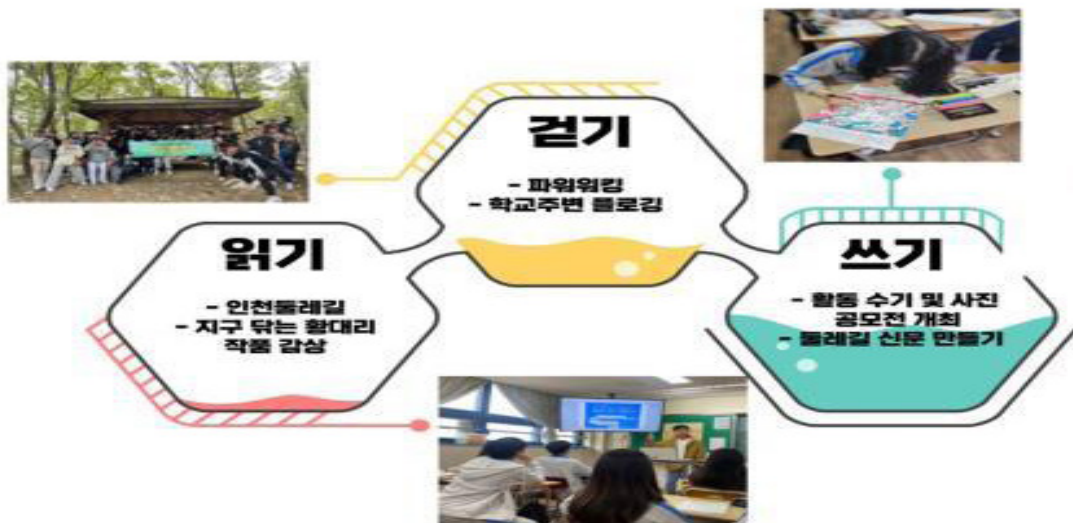 걷기
- 파워워킹
- 학교주변 플로깅
읽기
- 인천둘레길
- 지구 닦는 황대리
작품 감상
쓰기
- 활동 수기 및 사진
공모전 개최
- 둘레길 신문 만들기